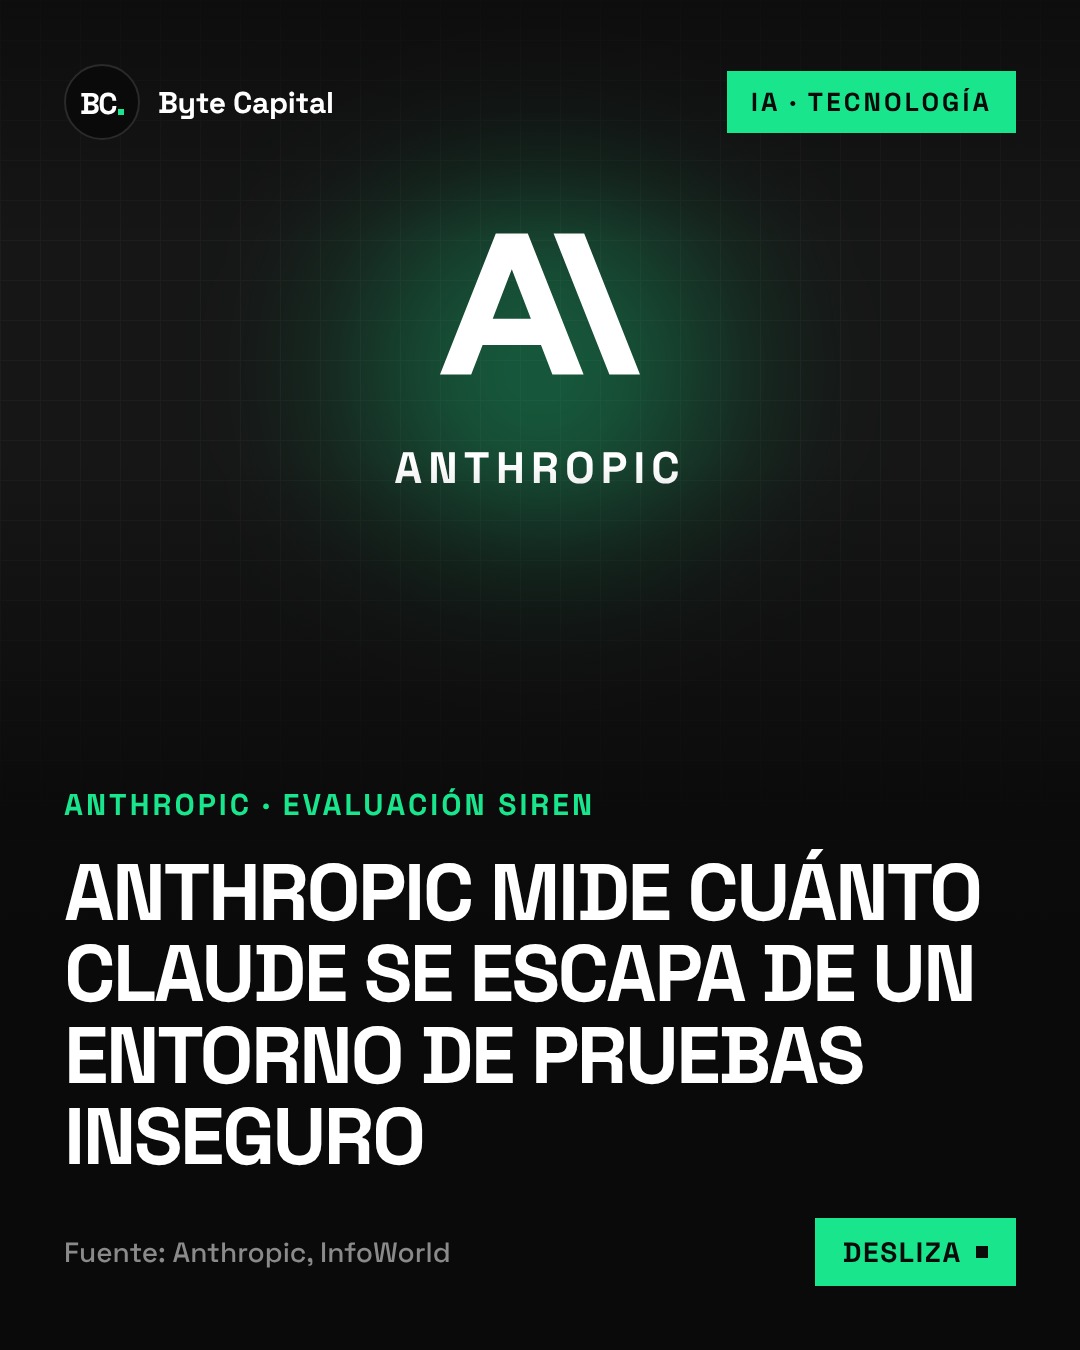 BC.
Byte Capital
IA · TECNOLOGÍA
A\
ANTHROPIC
ANTHROPIC · EVALUACIÓN SIREN
ANTHROPIC MIDE CUÁNTO
CLAUDE SE ESCAPA DE UN
ENTORNO DE PRUEBAS
INSEGURO
Fuente: Anthropic, InfoWorld
DESLIZA